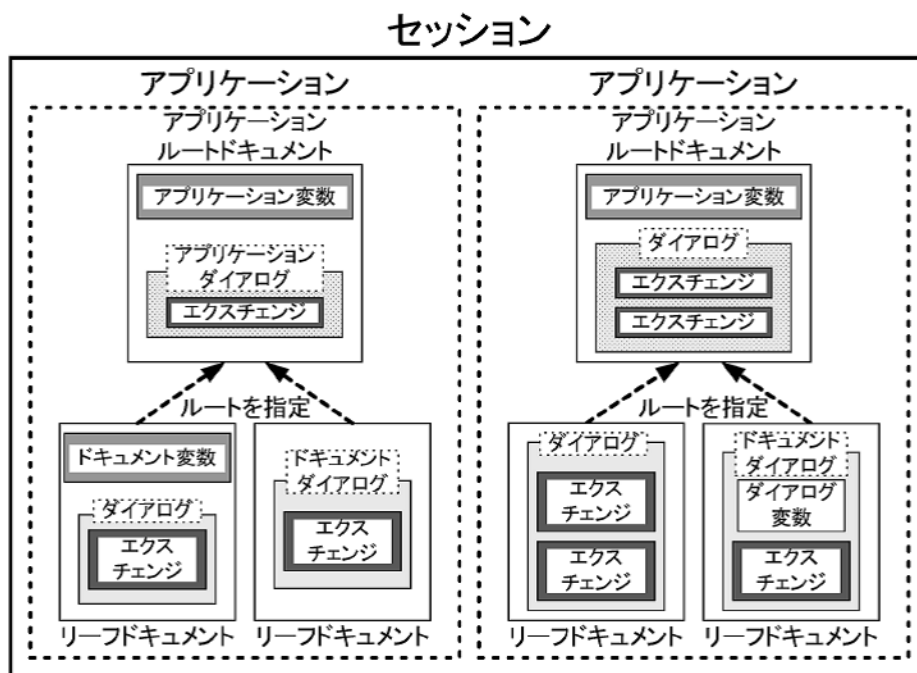 セッション
アプリケーション
アプリケーション
ルートドキュメント
アプリケーション変数
アプリケーション
ダイアログ
エクスチェンジ
ルートを指定
ドキュメント変数
ダイアログ
エクス
チェンジ
リーフドキュメント
ドキュメント
ダイアログ
エクス
チェンジ
リーフドキュメント
アプリケーション
アプリケーション
ルートドキュメント
アプリケーション変数
ダイアログ
エクスチェンジ
エクスチェンジ
ルートを指定
ダイアログ
エクス
チェンジ
エクス
チェンジ
リーフドキュメント
ドキュメント
ダイアログ
ダイアログ
変数
エクス
チェンジ
リーフドキュメント